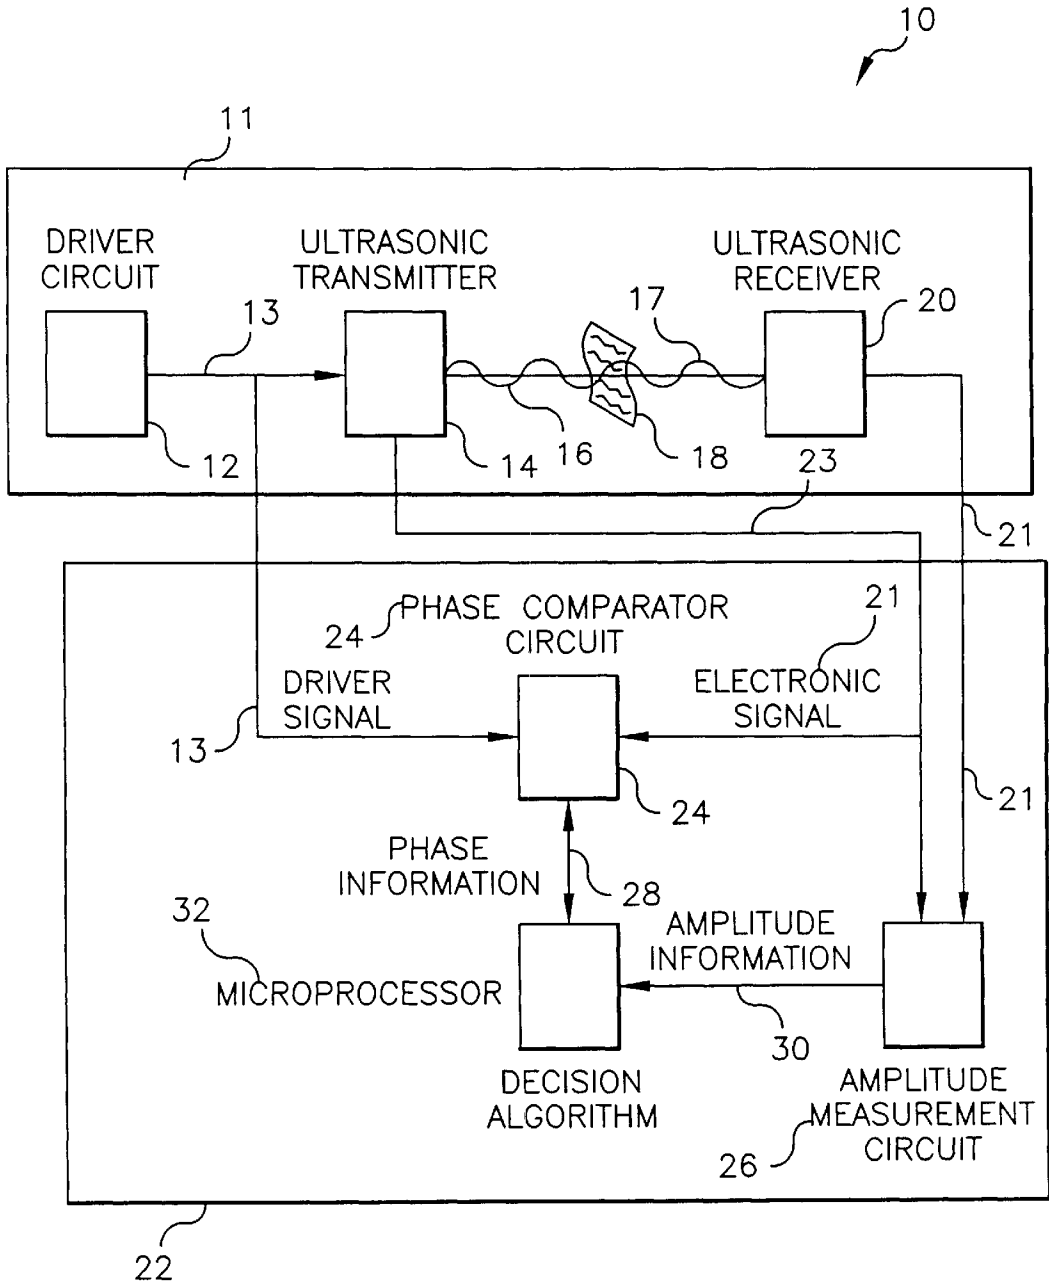 10
11
DRIVER
CIRCUIT
ULTRASONIC
TRANSMITTER
ULTRASONIC
RECEIVER
13
17
20
12
14
16
18
23
21
24 PHASE COMPARATOR
CIRCUIT
21
DRIVER
SIGNAL
ELECTRONIC
SIGNAL
13
24
21
PHASE
INFORMATION
28
32
AMPLITUDE
INFORMATION
MICROPROCESSOR
30
DECISION
ALGORITHM
AMPLITUDE
MEASUREMENT
CIRCUIT
26
22